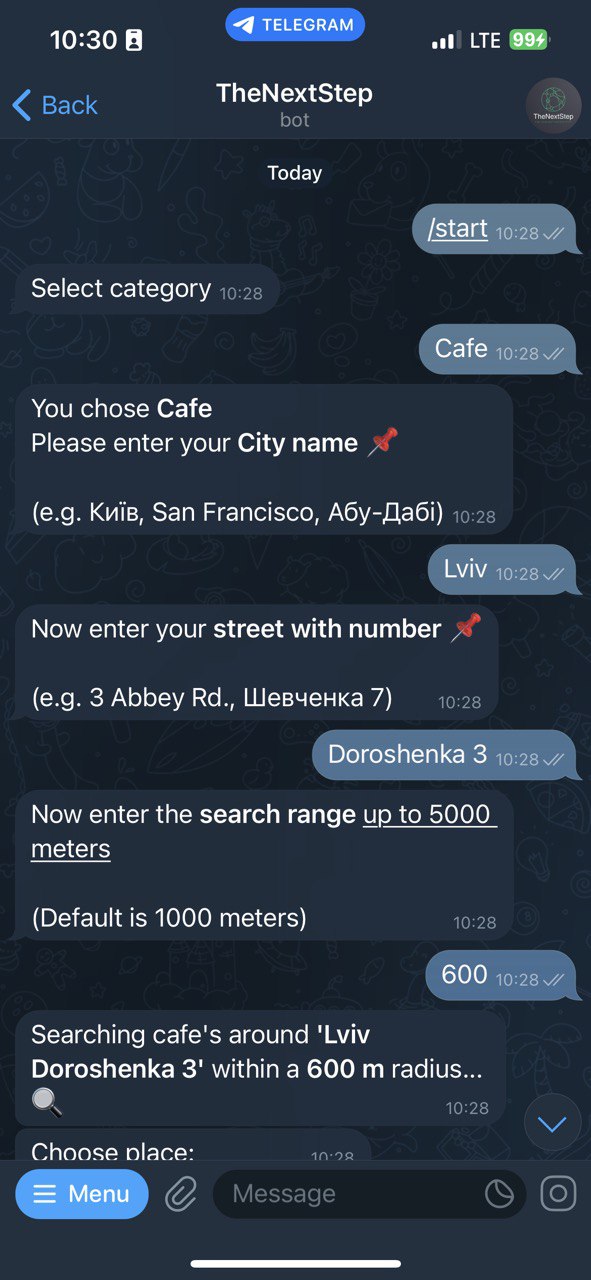 10:30
TELEGRAM
LTE 99
Back
TheNextStep
bot
TheNextStep
Today
/start 10:28
Select category 10:28
Cafe 10:28
You chose Cafe
Please enter your City name
(e.g. Київ, San Francisco, Абу-Дабі) 10:28
Lviv 10:28
Now enter your street with number
(e.g. 3 Abbey Rd., Шевченка 7) 10:28
Doroshenka 3 10:28
Now enter the search range up to 5000
meters
(Default is 1000 meters) 10:28
600 10:28
Searching cafe's around 'Lviv
Doroshenka 3' within a 600 m radius...
10:28
Choose place: 10:28
Menu
Message